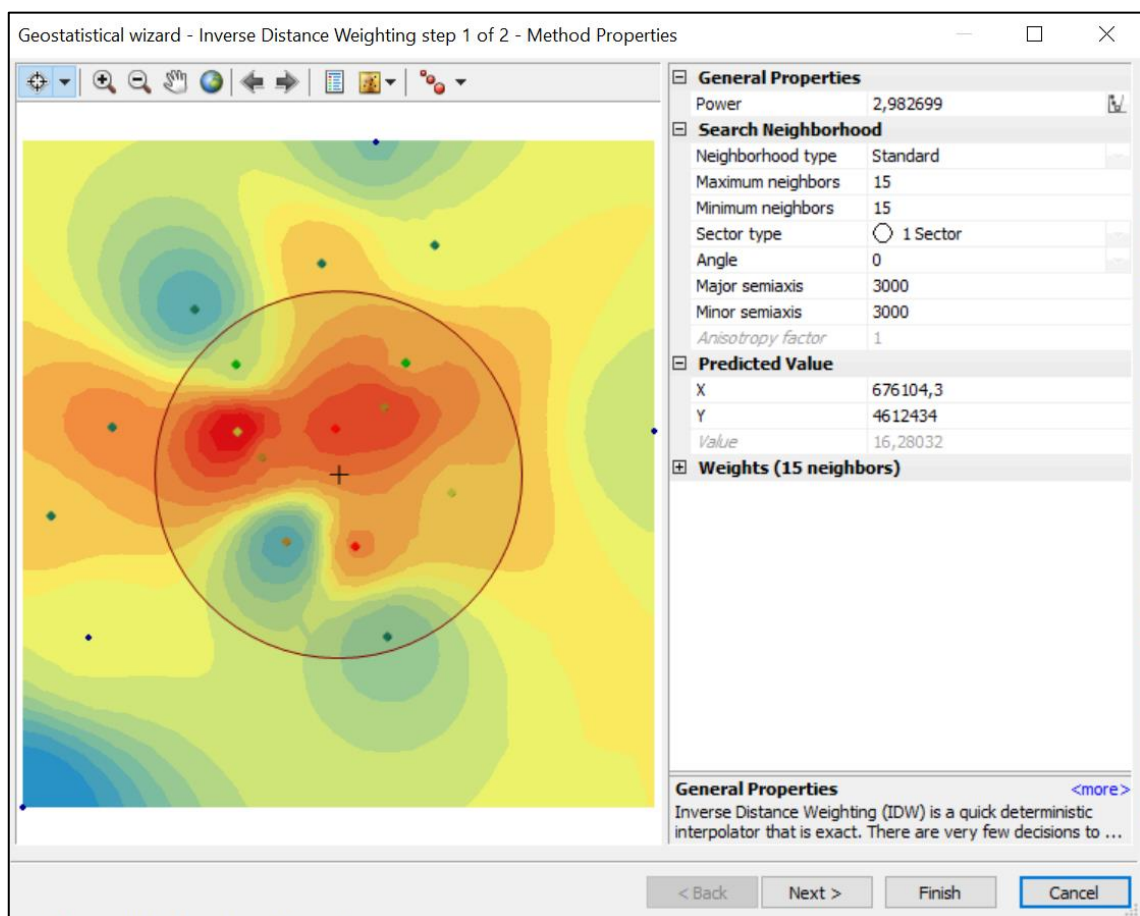 Geostatistical wizard - Inverse Distance Weighting step 1 of 2 - Method Properties
General Properties
Power 2,982699
Search Neighborhood
Neighborhood type Standard
Maximum neighbors 15
Minimum neighbors 15
Sector type 1 Sector
Angle 0
Major semiaxis 3000
Minor semiaxis 3000
Anisotropy factor 1
Predicted Value
X 676104,3
Y 4612434
Value 16,28032
Weights (15 neighbors)
General Properties <more>
Inverse Distance Weighting (IDW) is a quick deterministic
interpolator that is exact. There are very few decisions to ...
< Back Next > Finish Cancel